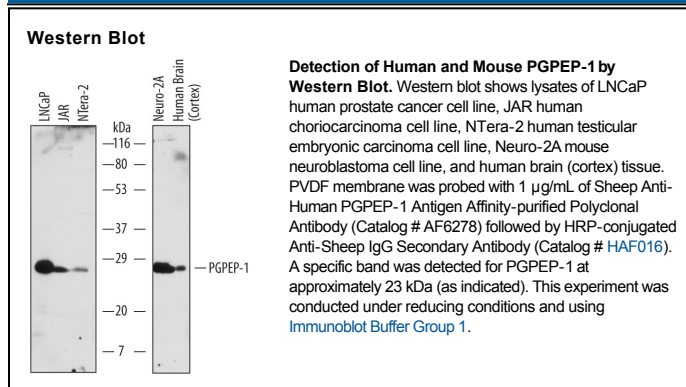 Western Blot
LNCaP
JAR
NTera-2
Neuro-2A
Human Brain
(Cortex)
kDa
—116 —
— 80 —
— 53 —
— 37 —
— 29 —
— PGPEP-1
—20 —
— 7 —
Detection of Human and Mouse PGPEP-1 by
Western Blot. Western blot shows lysates of LNCaP
human prostate cancer cell line, JAR human
choriocarcinoma cell line, NTera-2 human testicular
embryonic carcinoma cell line, Neuro-2A mouse
neuroblastoma cell line, and human brain (cortex) tissue.
PVDF membrane was probed with 1 µg/mL of Sheep Anti-
Human PGPEP-1 Antigen Affinity-purified Polyclonal
Antibody (Catalog # AF6278) followed by HRP-conjugated
Anti-Sheep IgG Secondary Antibody (Catalog # HAF016).
A specific band was detected for PGPEP-1 at
approximately 23 kDa (as indicated). This experiment was
conducted under reducing conditions and using
Immunoblot Buffer Group 1.